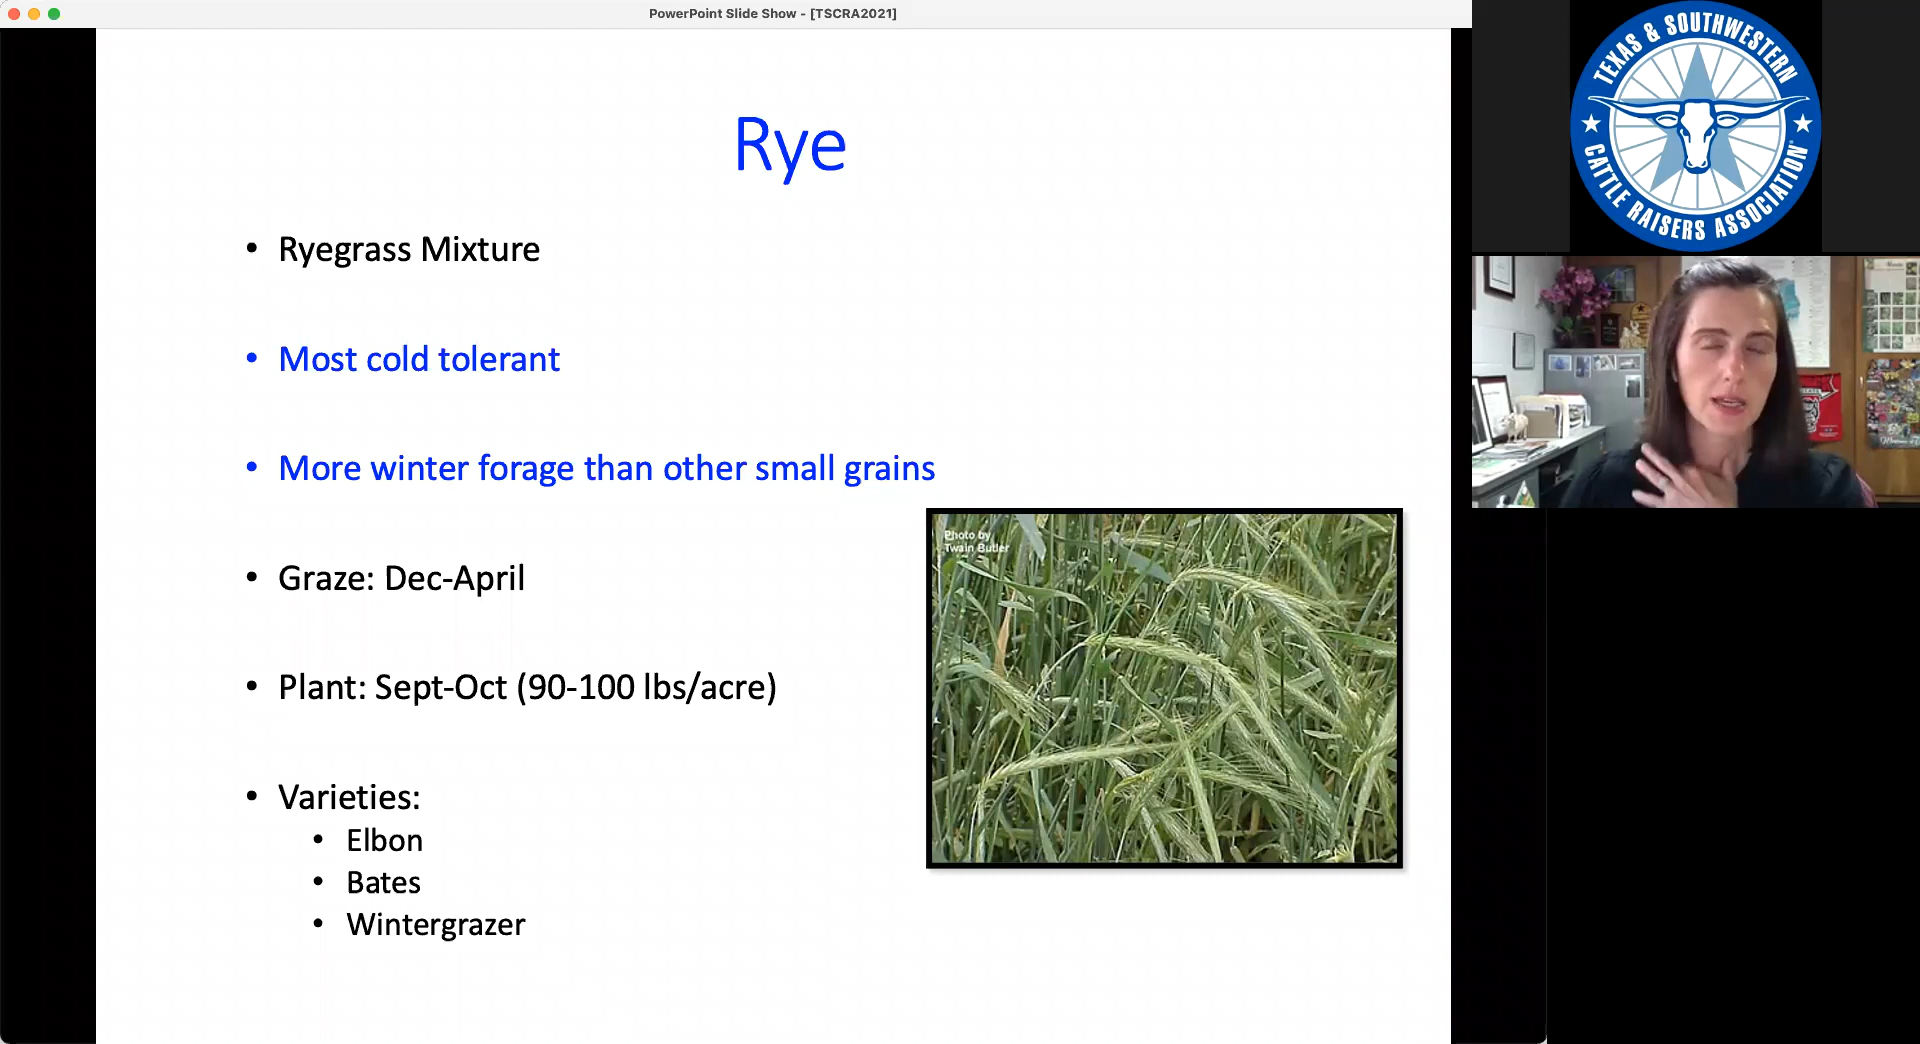 PowerPoint Slide Show - [TSCRA2021]
Rye
• Ryegrass Mixture
• Most cold tolerant
• More winter forage than other small grains
• Graze: Dec-April
• Plant: Sept-Oct (90-100 lbs/acre)
• Varieties:
• Elbon
• Bates
• Wintergrazer
Photo by
Twain Butler
TEXAS & SOUTHWESTERN
CATTLE RAISERS ASSOCIATION